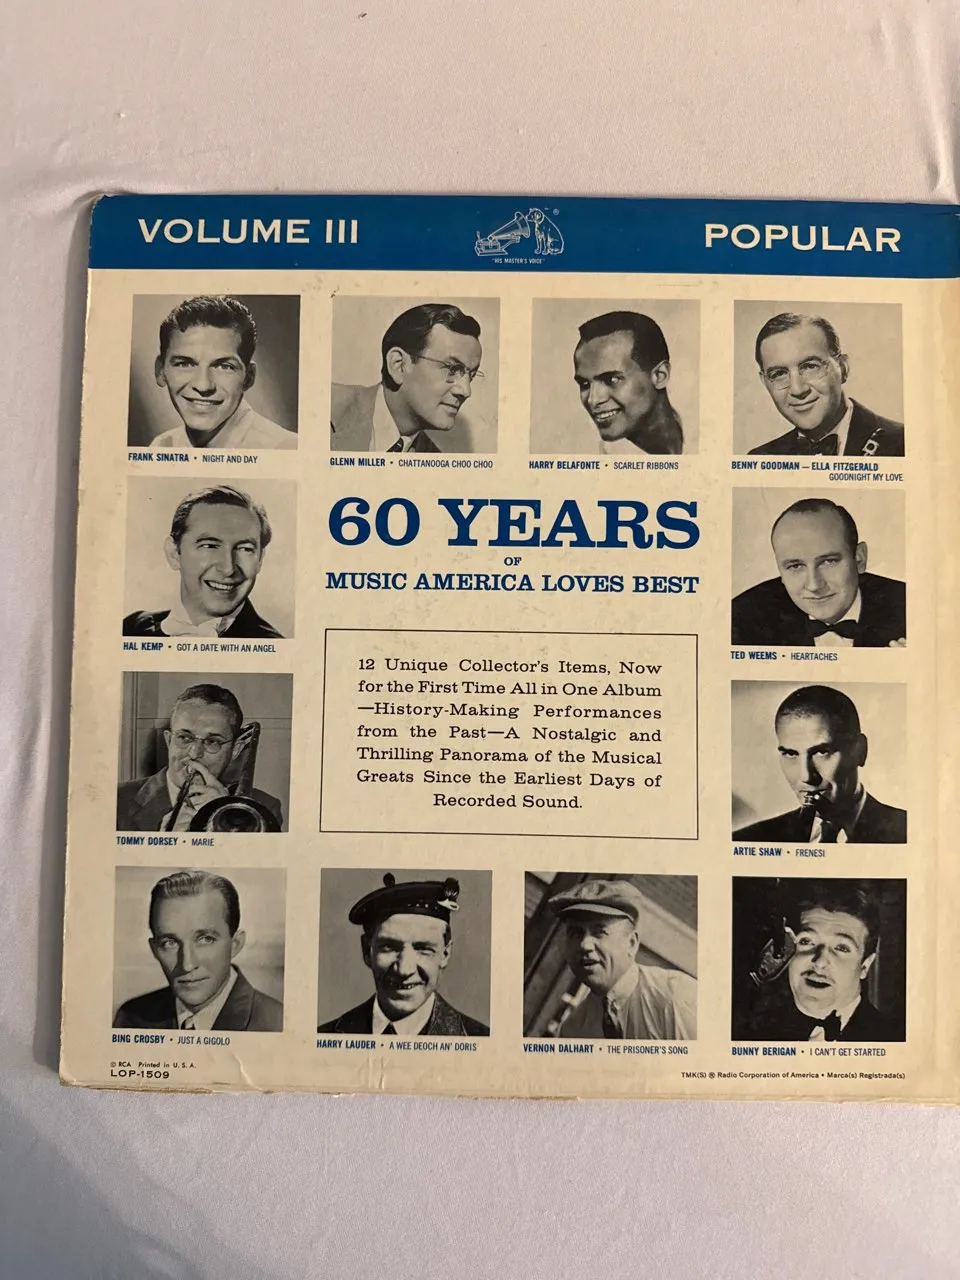 VOLUME III
®
"HIS MASTER'S VOICE"
POPULAR
FRANK SINATRA • NIGHT AND DAY
GLENN MILLER • CHATTANOOGA CHOO CHOO
HARRY BELAFONTE • SCARLET RIBBONS
BENNY GOODMAN — ELLA FITZGERALD
GOODNIGHT MY LOVE
60 YEARS
OF
MUSIC AMERICA LOVES BEST
HAL KEMP • GOT A DATE WITH AN ANGEL
TED WEEMS • HEARTACHES
12 Unique Collector's Items, Now
for the First Time All in One Album
—History-Making Performances
from the Past—A Nostalgic and
Thrilling Panorama of the Musical
Greats Since the Earliest Days of
Recorded Sound.
TOMMY DORSEY • MARIE
ARTIE SHAW • FRENESI
BING CROSBY • JUST A GIGOLO
HARRY LAUDER • A WEE DEOCH AN' DORIS
VERNON DALHART • THE PRISONER'S SONG
BUNNY BERIGAN • I CAN'T GET STARTED
© RCA Printed in U. S. A.
LOP-1509
TMK(S) ® Radio Corporation of America • Marca(s) Registrada(s)